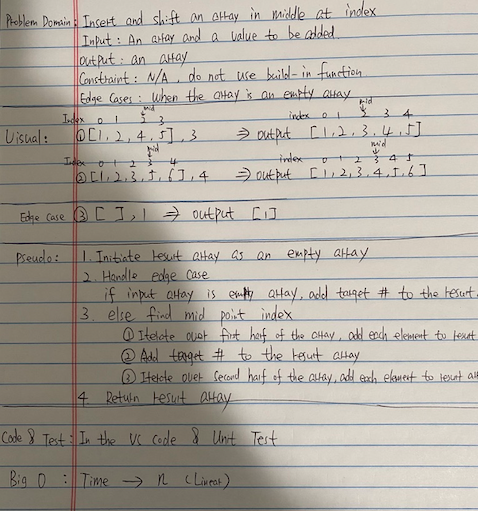 Problem Domain: Insert and shift an array in middle at index
Input: An array and a value to be added.
output: an array
Constraint: N/A, do not use build-in function
Edge Cases: When the array is an empty array
mid mid
Index 0 1 2 3 index 0 1 2 3 4
Visual: ① [1, 2, 4, 5], 3 ⇒ output [1, 2, 3, 4, 5]
mid mid
Index 0 1 2 3 4 index 0 1 2 3 4 5
② [1, 2, 3, 5, 6], 4 ⇒ output [1, 2, 3, 4, 5, 6]
Edge Case ③ [ ], 1 ⇒ output [1]
Pseudo: 1. Initiate result array as an empty array
2. Handle edge case
if input array is empty array, add target # to the result.
3. else find mid point index
① Iterate over first half of the array, add each element to result
② Add target # to the result array
③ Iterate over second half of the array, add each element to result
4. Return result array
Code & Test: In the VS Code & Unit Test
Big O : Time → n (Linear)